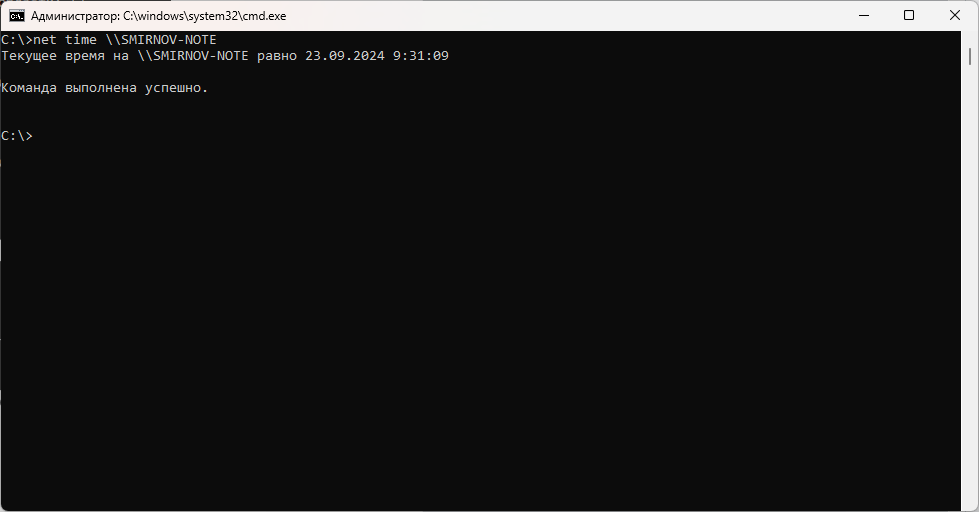 Администратор: C:\windows\system32\cmd.exe
C:\>net time \\SMIRNOV-NOTE
Текущее время на \\SMIRNOV-NOTE равно 23.09.2024 9:31:09
Команда выполнена успешно.
C:\>